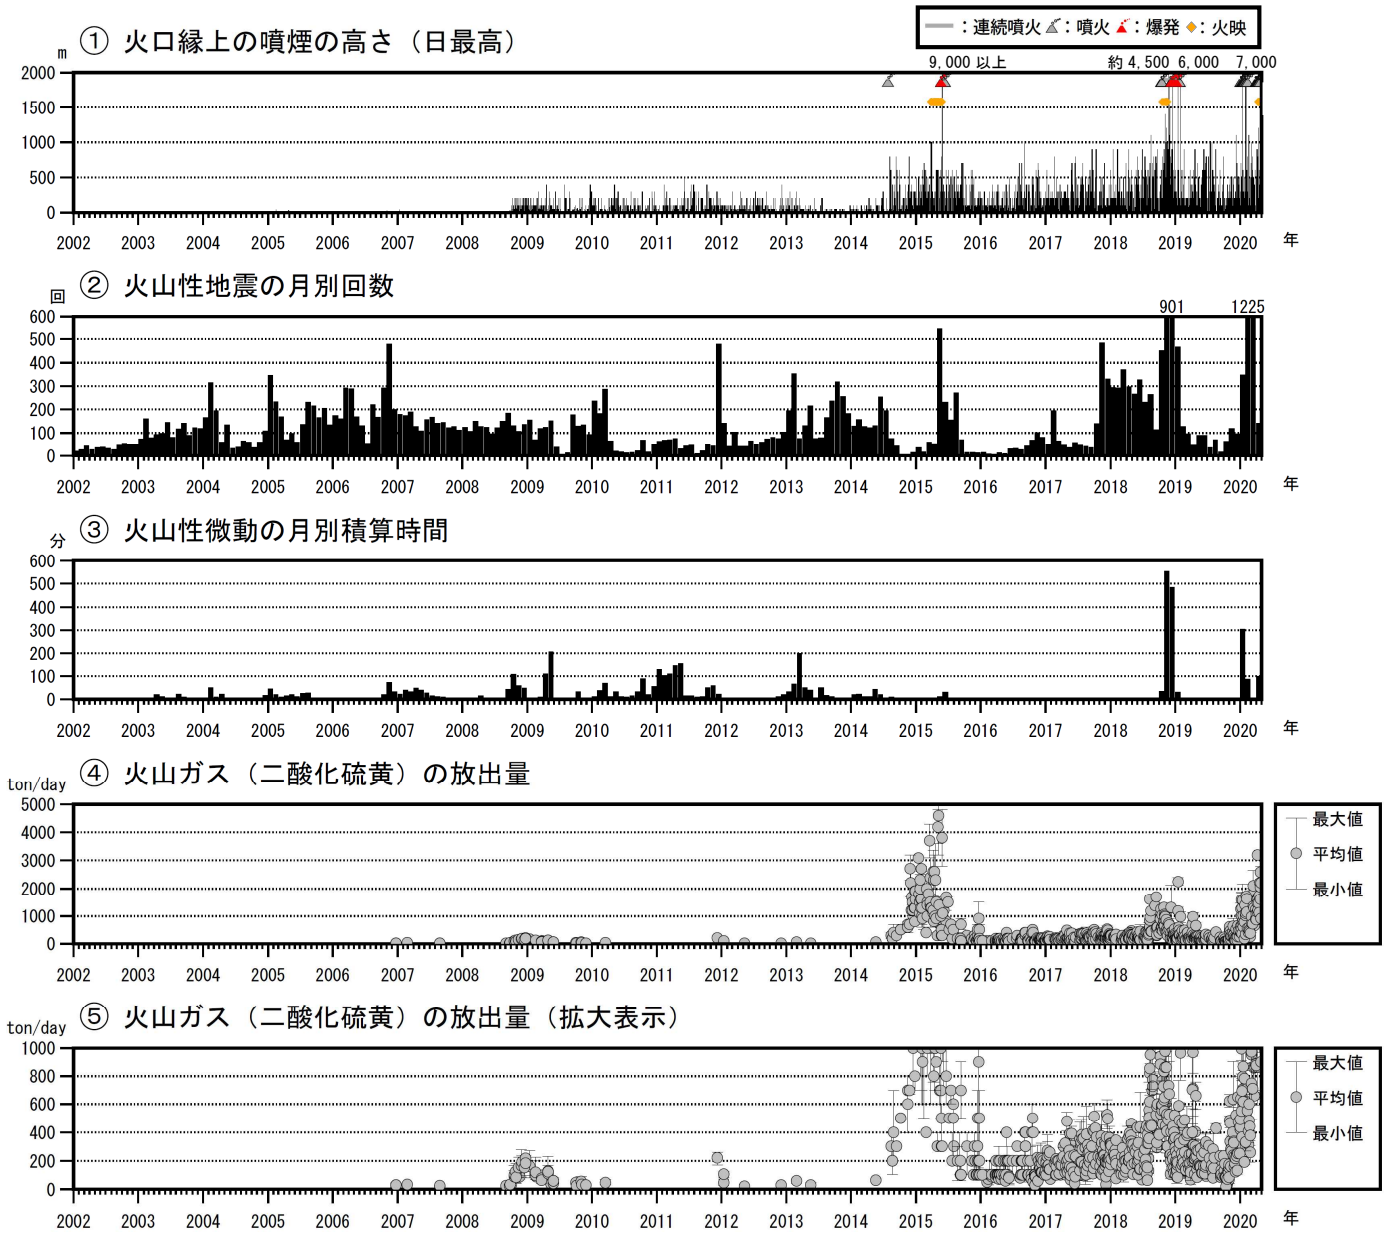 ① 火口縁上の噴煙の高さ（日最高）
：連続噴火 ：噴火 ：爆発 ：火映
m
9,000 以上 約 4,500 6,000 7,000
2000
1500
1000
500
0
2002 2003 2004 2005 2006 2007 2008 2009 2010 2011 2012 2013 2014 2015 2016 2017 2018 2019 2020 年
② 火山性地震の月別回数
回
901 1225
600
500
400
300
200
100
0
2002 2003 2004 2005 2006 2007 2008 2009 2010 2011 2012 2013 2014 2015 2016 2017 2018 2019 2020 年
③ 火山性微動の月別積算時間
分
600
500
400
300
200
100
0
2002 2003 2004 2005 2006 2007 2008 2009 2010 2011 2012 2013 2014 2015 2016 2017 2018 2019 2020 年
④ 火山ガス（二酸化硫黄）の放出量
ton/day
5000
4000
3000
2000
1000
0
最大値
平均値
最小値
2002 2003 2004 2005 2006 2007 2008 2009 2010 2011 2012 2013 2014 2015 2016 2017 2018 2019 2020 年
⑤ 火山ガス（二酸化硫黄）の放出量（拡大表示）
ton/day
1000
800
600
400
200
0
最大値
平均値
最小値
2002 2003 2004 2005 2006 2007 2008 2009 2010 2011 2012 2013 2014 2015 2016 2017 2018 2019 2020 年